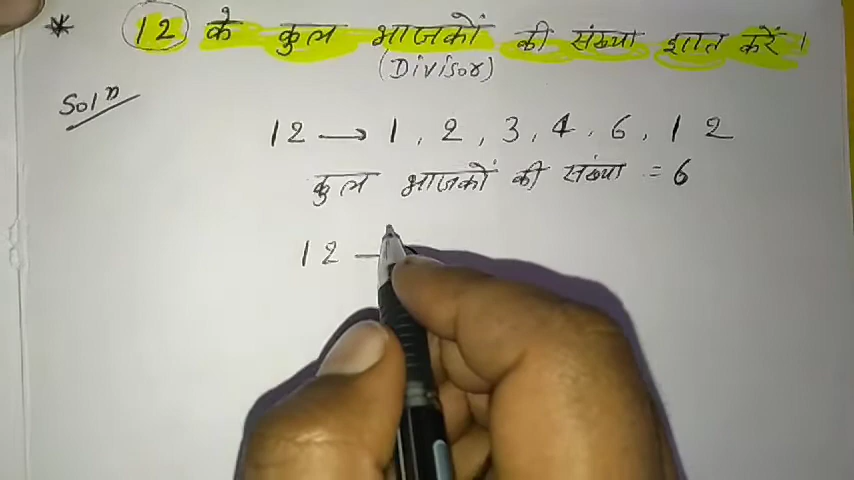 * 12 के कुल भाजकों की संख्या ज्ञात करें।
(Divisor)
Solⁿ
12 → 1, 2, 3, 4, 6, 12
कुल भाजकों की संख्या = 6
12 –